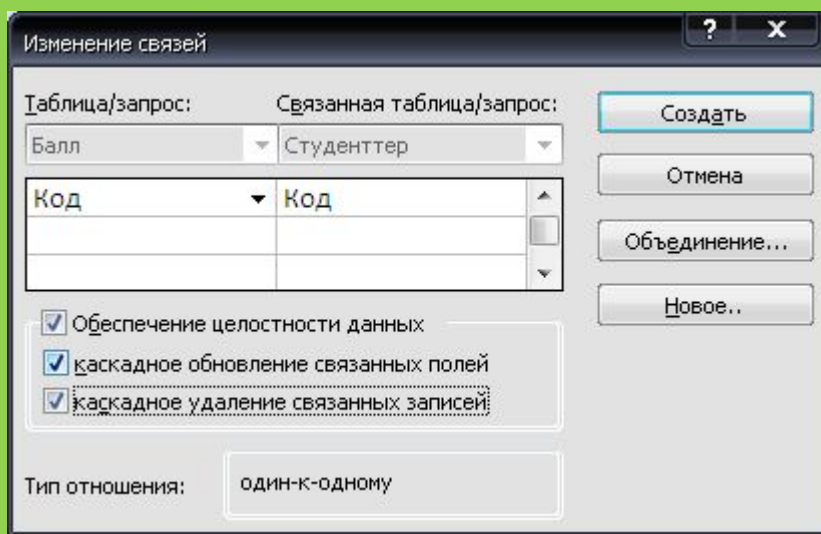 Изменение связей
? X
Таблица/запрос: Связанная таблица/запрос:
Балл Студенттер
Код Код
Обеспечение целостности данных
каскадное обновление связанных полей
каскадное удаление связанных записей
Тип отношения: один-к-одному
Создать
Отмена
Объединение...
Новое..